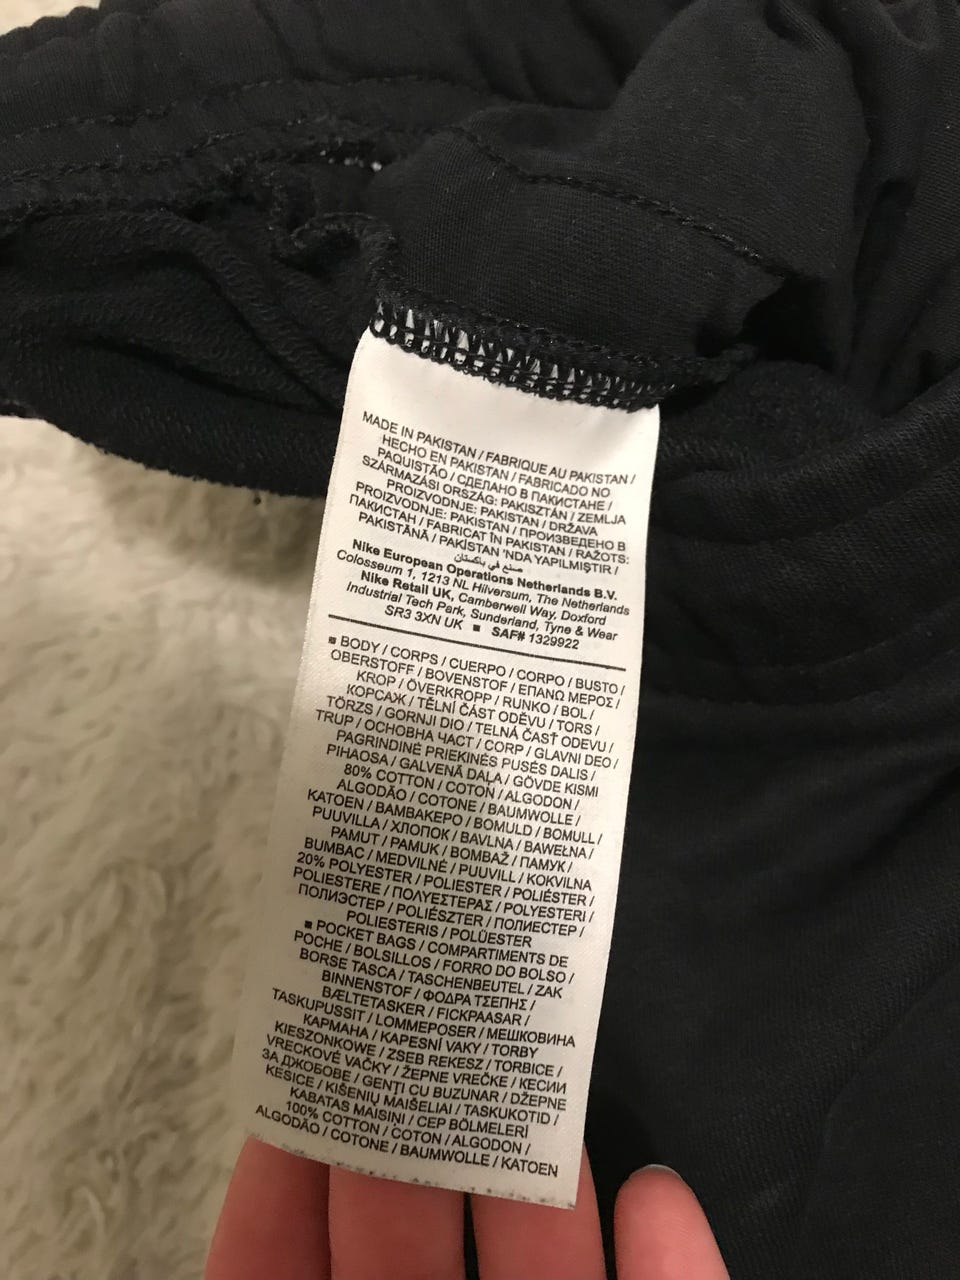 MADE IN PAKISTAN / FABRIQUE AU PAKISTAN /
HECHO EN PAKISTAN / FABRICADO NO
PAQUISTÃO / СДЕЛАНО В ПАКИСТАНЕ /
SZÁRMAZÁSI ORSZÁG: PAKISZTÁN / ZEMLJA
PROIZVODNJE: PAKISTAN / DRŽAVA
PROIZVODNJE: PAKISTAN / ПРОИЗВЕДЕНО В
ПАКИСТАН / FABRICAT ÎN PAKISTAN / RAŽOTS:
PAKISTĀNĀ / PAKİSTAN 'NDA YAPILMIŞTIR /
صنع في باكستان
Nike European Operations Netherlands B.V.
Colosseum 1, 1213 NL Hilversum, The Netherlands
Nike Retail UK, Camberwell Way, Doxford
Industrial Tech Park, Sunderland, Tyne & Wear
SR3 3XN UK ■ SAF# 1329922
■ BODY / CORPS / CUERPO / CORPO / BUSTO /
OBERSTOFF / BOVENSTOF / ΕΠΑΝΩ ΜΕΡΟΣ /
KROP / ÖVERKROPP / RUNKO / BOL /
КОРСАЖ / TĚLNÍ ČÁST ODĚVU / TORS /
TÖRZS / GORNJI DIO / TELNÁ ČASŤ ODEVU /
TRUP / ОСНОВНА ЧАСТ / CORP / GLAVNI DEO /
PAGRINDINĖ PRIEKINĖS PUSĖS DALIS /
PIHAOSA / GALVENĀ DAĻA / GÖVDE KISMI
80% COTTON / COTON / ALGODON /
ALGODÃO / COTONE / BAUMWOLLE /
KATOEN / ΒΑΜΒΑΚΕΡΟ / BOMULD / BOMULL /
PUUVILLA / ХЛОПОК / BAVLNA / BAWEŁNA /
PAMUT / PAMUK / BOMBAŽ / ПАМУК /
BUMBAC / MEDVILNĖ / PUUVILL / KOKVILNA
20% POLYESTER / POLIESTER / POLIÉSTER /
POLIESTERE / ΠΟΛΥΕΣΤΕΡΑΣ / POLYESTERI /
ПОЛИЭСТЕР / POLIÉSZTER / ПОЛИЕСТЕР /
POLIESTERIS / POLÜESTER
■ POCKET BAGS / COMPARTIMENTS DE
POCHE / BOLSILLOS / FORRO DO BOLSO /
BORSE TASCA / TASCHENBEUTEL / ZAK
BINNENSTOF / ΦΟΔΡΑ ΤΣΕΠΗΣ /
BÆLTETASKER / FICKPAASAR /
TASKUPUSSIT / LOMMEPOSER / МЕШКОВИНА
КАРМАНА / KAPESNÍ VAKY / TORBY
KIESZONKOWE / ZSEB REKESZ / TORBICE /
VRECKOVÉ VAČKY / ŽEPNE VREČKE / КЕСИИ
ЗА ДЖОБОВЕ / GENŢI CU BUZUNAR / DŽEPNE
KESICE / KIŠENIŲ MAIŠELIAI / TASKUKOTID /
KABATAS MAISIŅI / CEP BÖLMELERİ
100% COTTON / COTON / ALGODON /
ALGODÃO / COTONE / BAUMWOLLE / KATOEN